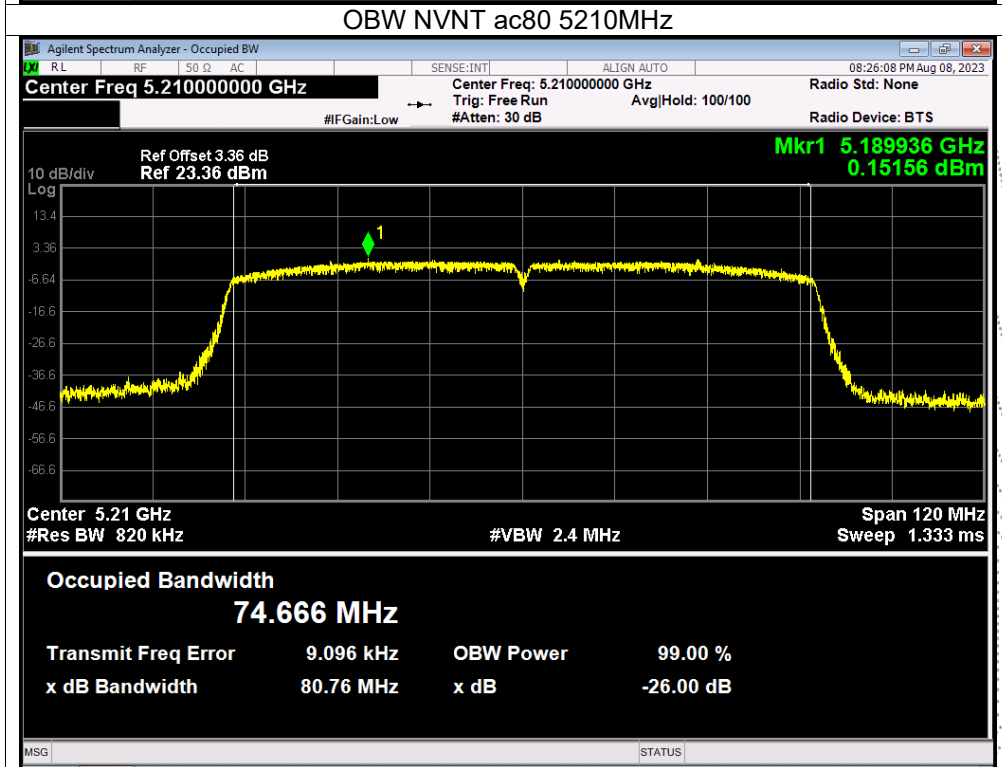 OBW NVNT ac80 5210MHz
Agilent Spectrum Analyzer - Occupied BW
LXI RL RF 50 Ω AC SENSE:INT ALIGN AUTO 08:26:08 PM Aug 08, 2023
Center Freq 5.210000000 GHz Center Freq: 5.210000000 GHz Radio Std: None
Trig: Free Run Avg|Hold: 100/100
#IFGain:Low #Atten: 30 dB Radio Device: BTS
Mkr1 5.189936 GHz
0.15156 dBm
Ref Offset 3.36 dB
10 dB/div Ref 23.36 dBm
Log
13.4
1
3.36
-6.64
-16.6
-26.6
-36.6
-46.6
-56.6
-66.6
Center 5.21 GHz Span 120 MHz
#Res BW 820 kHz #VBW 2.4 MHz Sweep 1.333 ms
Occupied Bandwidth
74.666 MHz
Transmit Freq Error 9.096 kHz OBW Power 99.00 %
x dB Bandwidth 80.76 MHz x dB -26.00 dB
MSG STATUS